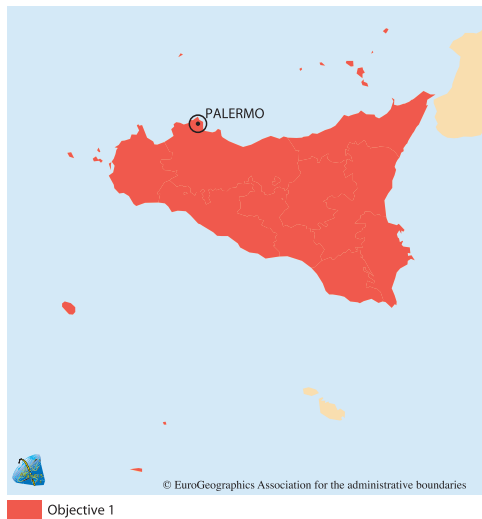 PALERMO
© EuroGeographics Association for the administrative boundaries
Objective 1